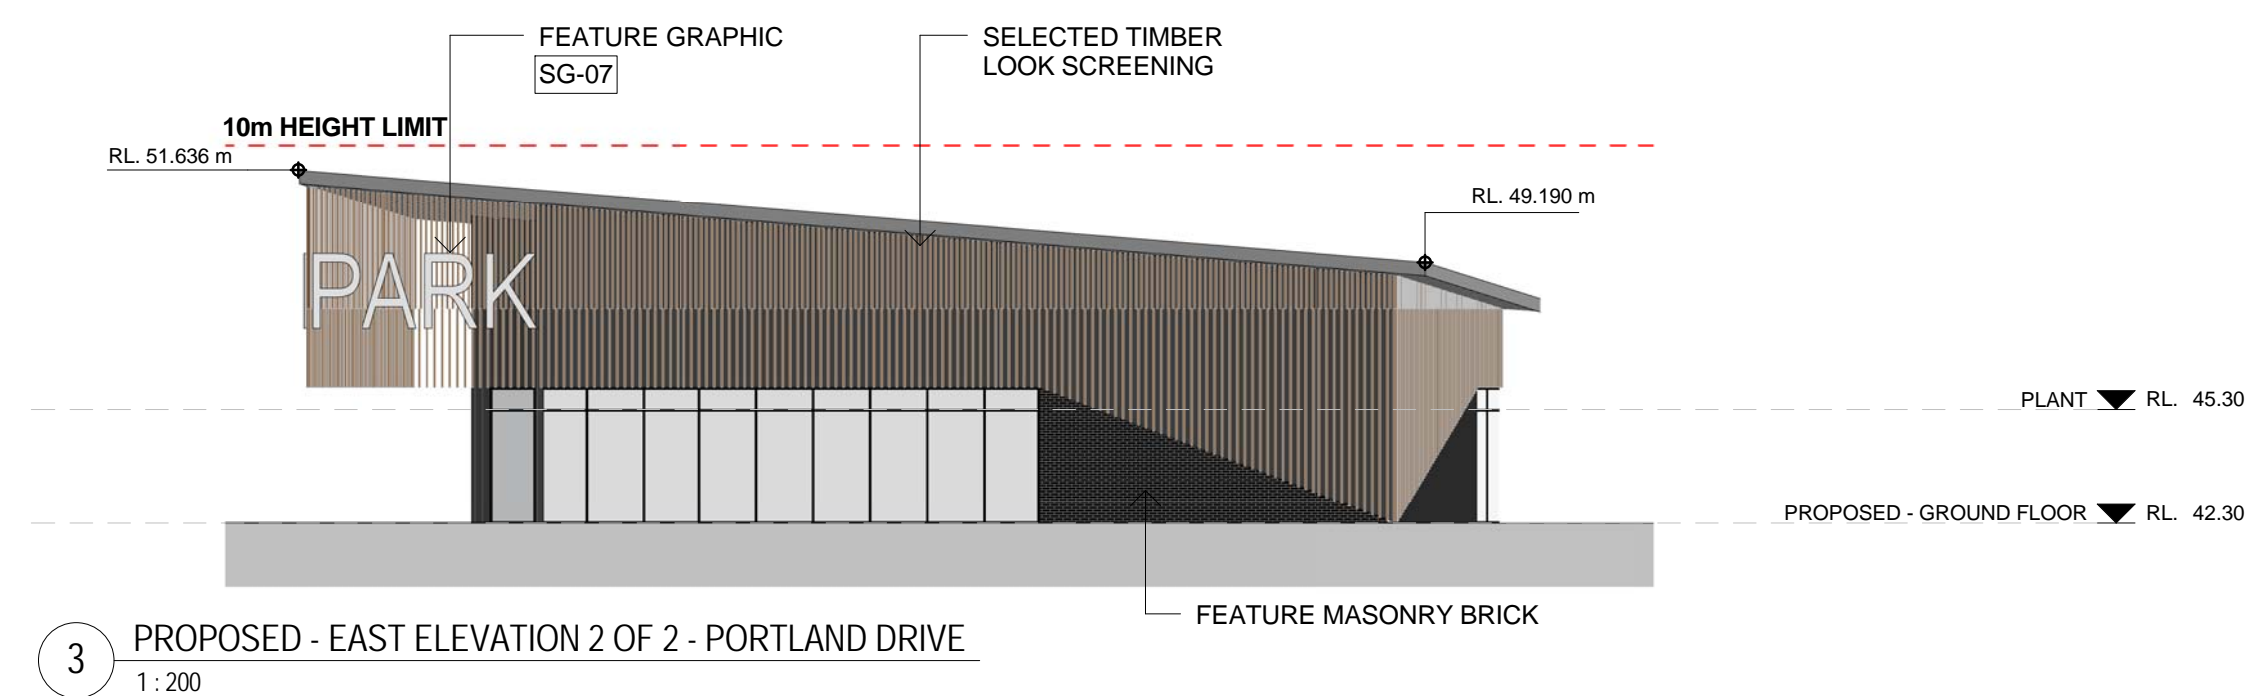 FEATURE GRAPHIC
SG-07
SELECTED TIMBER
LOOK SCREENING
10m HEIGHT LIMIT
RL. 51.636 m
RL. 49.190 m
PARK
PLANT RL. 45.30
PROPOSED - GROUND FLOOR RL. 42.30
FEATURE MASONRY BRICK
3 PROPOSED - EAST ELEVATION 2 OF 2 - PORTLAND DRIVE
1 : 200